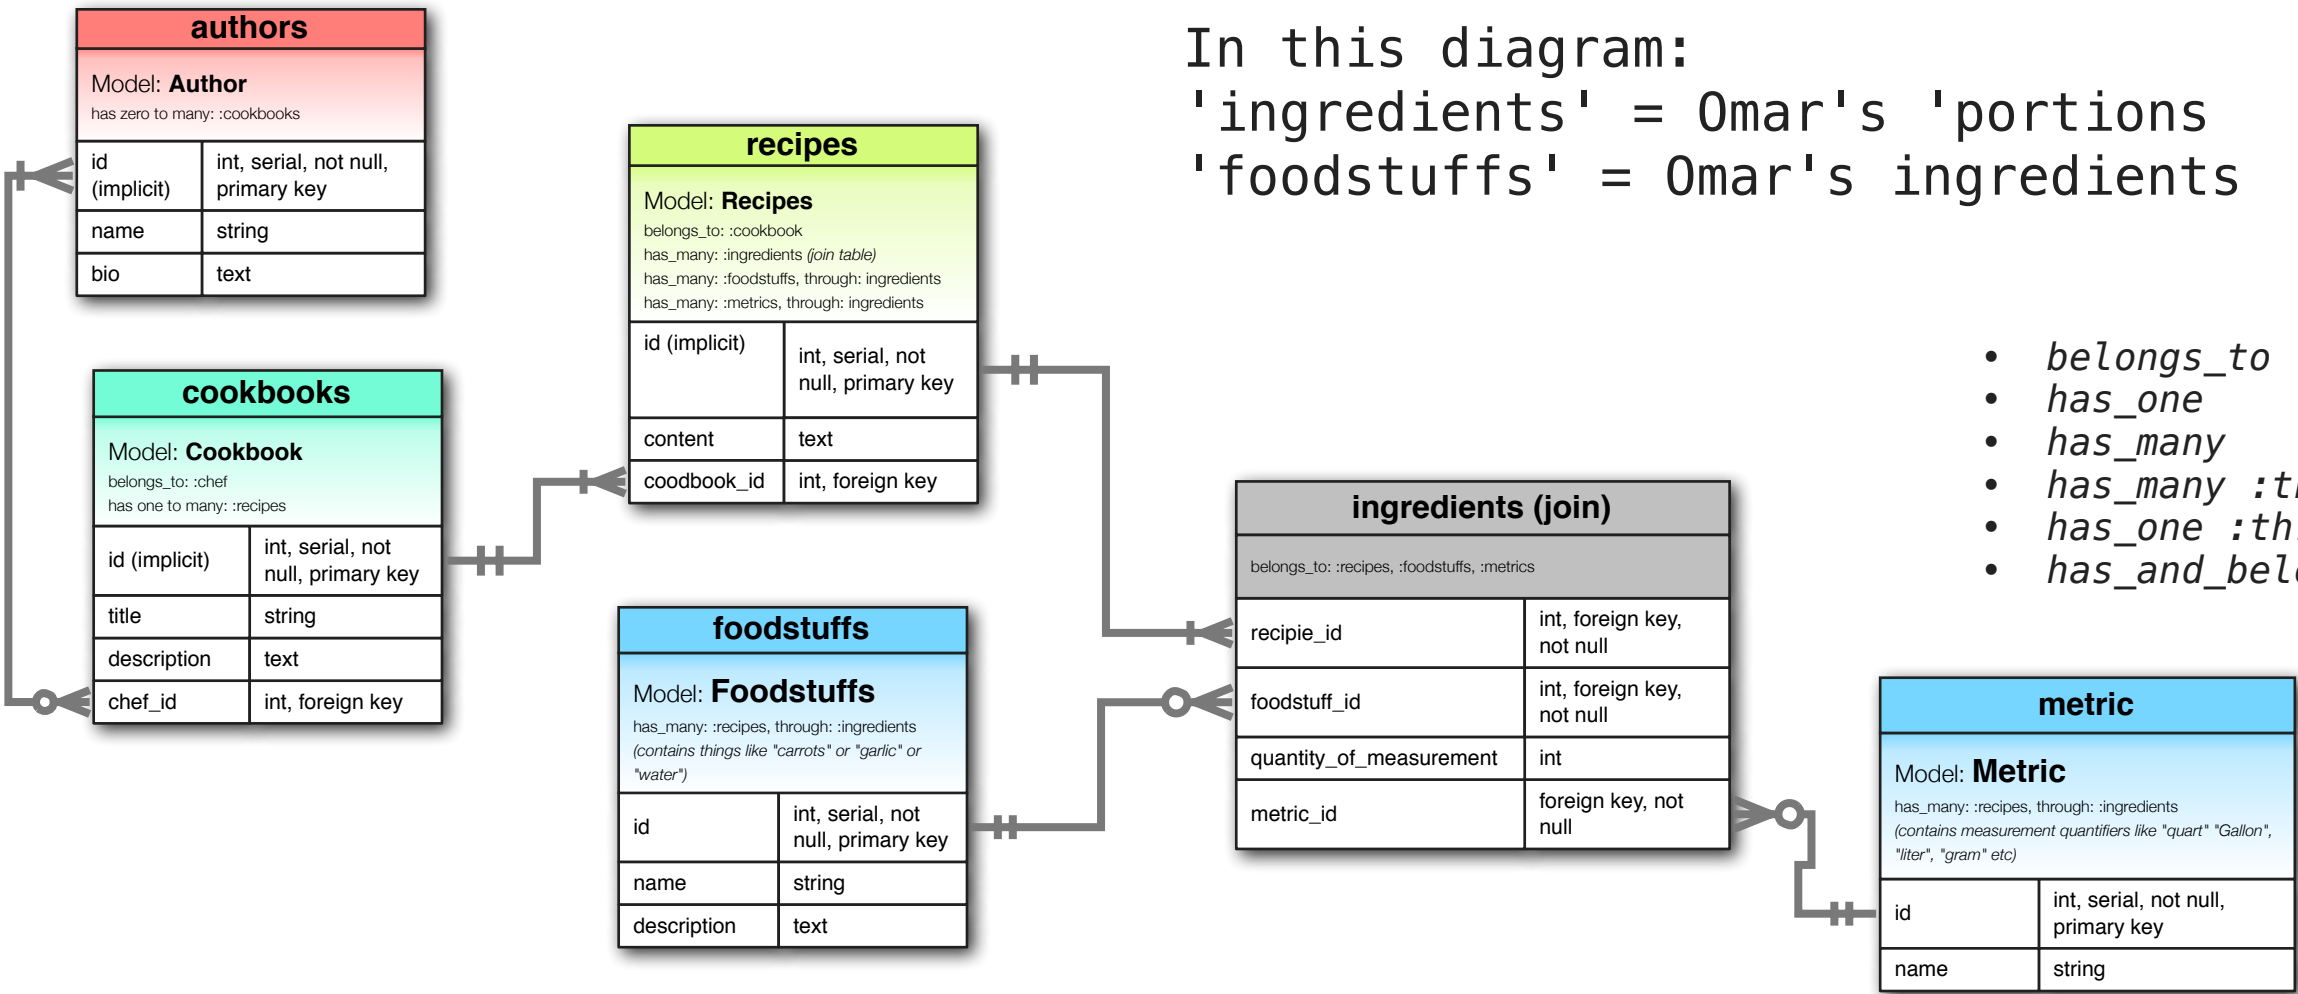 authors
Model: Author
has zero to many: :cookbooks
id (implicit) int, serial, not null, primary key
name string
bio text
cookbooks
Model: Cookbook
belongs_to: :chef
has one to many: :recipes
id (implicit) int, serial, not null, primary key
title string
description text
chef_id int, foreign key
recipes
Model: Recipes
belongs_to: :cookbook
has_many: :ingredients (join table)
has_many: :foodstuffs, through: ingredients
has_many: :metrics, through: ingredients
id (implicit) int, serial, not null, primary key
content text
coodbook_id int, foreign key
foodstuffs
Model: Foodstuffs
has_many: :recipes, through: :ingredients
(contains things like "carrots" or "garlic" or
"water")
id int, serial, not null, primary key
name string
description text
In this diagram:
'ingredients' = Omar's 'portions
'foodstuffs' = Omar's ingredients
• belongs_to
• has_one
• has_many
• has_many
• has_one
ingredients (join)
belongs_to: :recipes, :foodstuffs, :metrics
recipie_id int, foreign key, not null
foodstuff_id int, foreign key, not null
quantity_of_measurement int
metric_id foreign key, not null
metric
Model: Metric
has_many: :recipes, through: :ingredients
(contains measurement quantifiers like "quart" "Gallon",
"liter", "gram" etc)
id int, serial, not null, primary key
name string